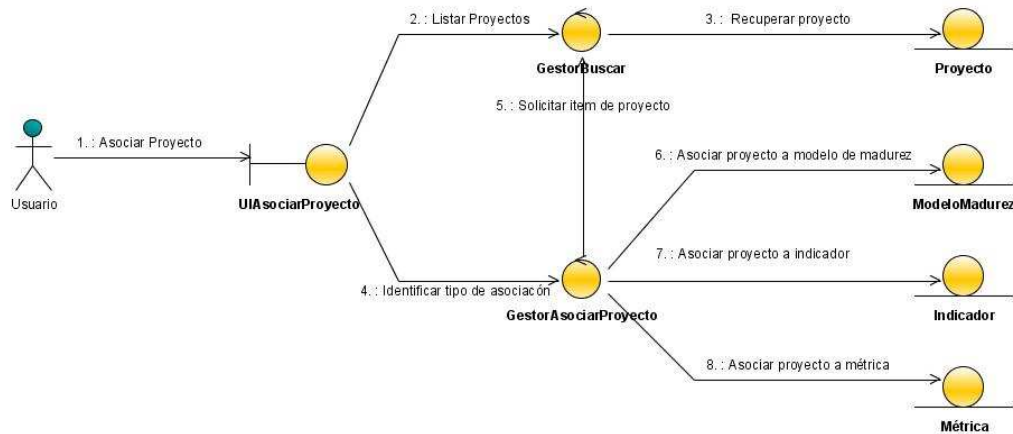 2. : Listar Proyectos
3. : Recuperar proyecto
GestorBuscar
Proyecto
5. : Solicitar item de proyecto
1. : Asociar Proyecto
6. : Asociar proyecto a modelo de madurez
Usuario
UIAsociarProyecto
ModeloMadurez
7. : Asociar proyecto a indicador
4. : Identificar tipo de asociacón
GestorAsociarProyecto
Indicador
8. : Asociar proyecto a métrica
Métrica